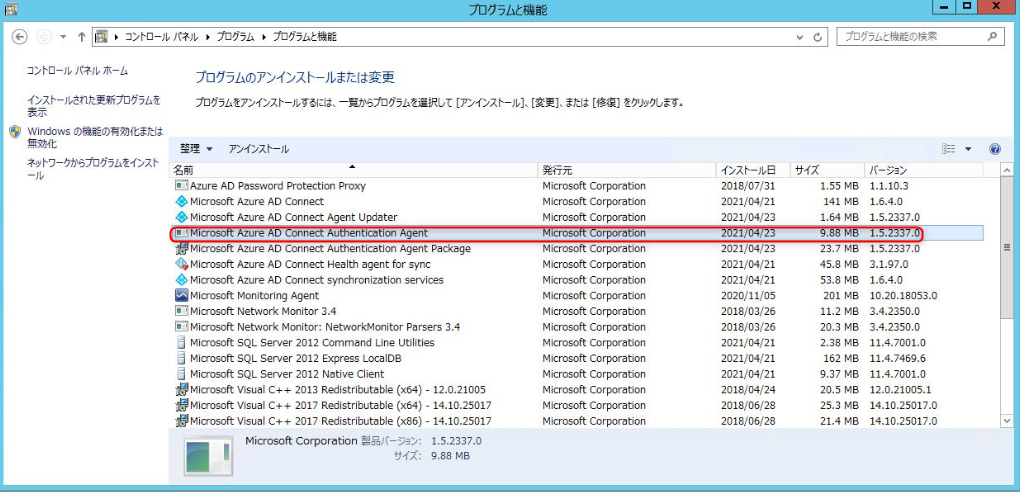 プログラムと機能
コントロール パネル ▸ プログラム ▸ プログラムと機能
プログラムと機能の検索
コントロール パネル ホーム
インストールされた更新プログラムを
表示
Windows の機能の有効化または
無効化
ネットワークからプログラムをインスト
ール
プログラムのアンインストールまたは変更
プログラムをアンインストールするには、一覧からプログラムを選択して [アンインストール]、[変更]、または [修復] をクリックします。
整理 アンインストール
名前 発行元 インストール日 サイズ バージョン
Azure AD Password Protection Proxy Microsoft Corporation 2018/07/31 1.55 MB 1.1.10.3
Microsoft Azure AD Connect Microsoft Corporation 2021/04/21 141 MB 1.6.4.0
Microsoft Azure AD Connect Agent Updater Microsoft Corporation 2021/04/23 1.64 MB 1.5.2337.0
Microsoft Azure AD Connect Authentication Agent Microsoft Corporation 2021/04/23 9.88 MB 1.5.2337.0
Microsoft Azure AD Connect Authentication Agent Package Microsoft Corporation 2021/04/23 23.7 MB 1.5.2337.0
Microsoft Azure AD Connect Health agent for sync Microsoft Corporation 2021/04/21 45.8 MB 3.1.97.0
Microsoft Azure AD Connect synchronization services Microsoft Corporation 2021/04/21 53.8 MB 1.6.4.0
Microsoft Monitoring Agent Microsoft Corporation 2020/11/05 201 MB 10.20.18053.0
Microsoft Network Monitor 3.4 Microsoft Corporation 2018/03/26 11.2 MB 3.4.2350.0
Microsoft Network Monitor: NetworkMonitor Parsers 3.4 Microsoft Corporation 2018/03/26 20.3 MB 3.4.2350.0
Microsoft SQL Server 2012 Command Line Utilities Microsoft Corporation 2021/04/21 2.38 MB 11.4.7001.0
Microsoft SQL Server 2012 Express LocalDB Microsoft Corporation 2021/04/21 162 MB 11.4.7469.6
Microsoft SQL Server 2012 Native Client Microsoft Corporation 2021/04/21 9.37 MB 11.4.7001.0
Microsoft Visual C++ 2013 Redistributable (x64) - 12.0.21005 Microsoft Corporation 2018/04/24 20.5 MB 12.0.21005.1
Microsoft Visual C++ 2017 Redistributable (x64) - 14.10.25017 Microsoft Corporation 2018/06/28 25.3 MB 14.10.25017.0
Microsoft Visual C++ 2017 Redistributable (x86) - 14.10.25017 Microsoft Corporation 2018/06/28 21.4 MB 14.10.25017.0
Microsoft Corporation 製品バージョン: 1.5.2337.0
サイズ: 9.88 MB